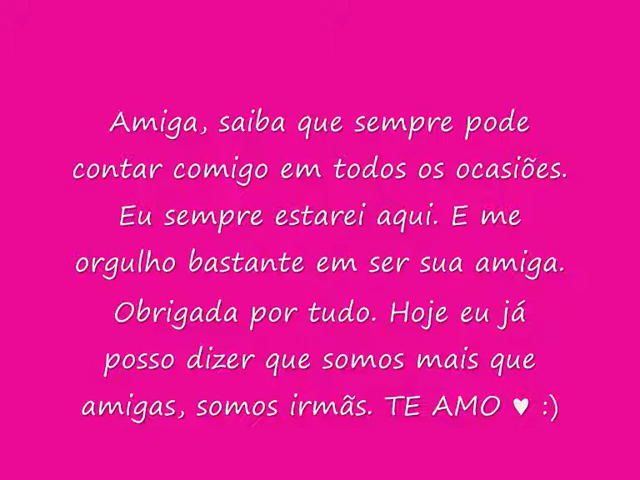 Amiga, saiba que sempre pode
contar comigo em todos os ocasiões.
Eu sempre estarei aqui. E me
orgulho bastante em ser sua amiga.
Obrigada por tudo. Hoje eu já
posso dizer que somos mais que
amigas, somos irmãs. TE AMO ♥ :)